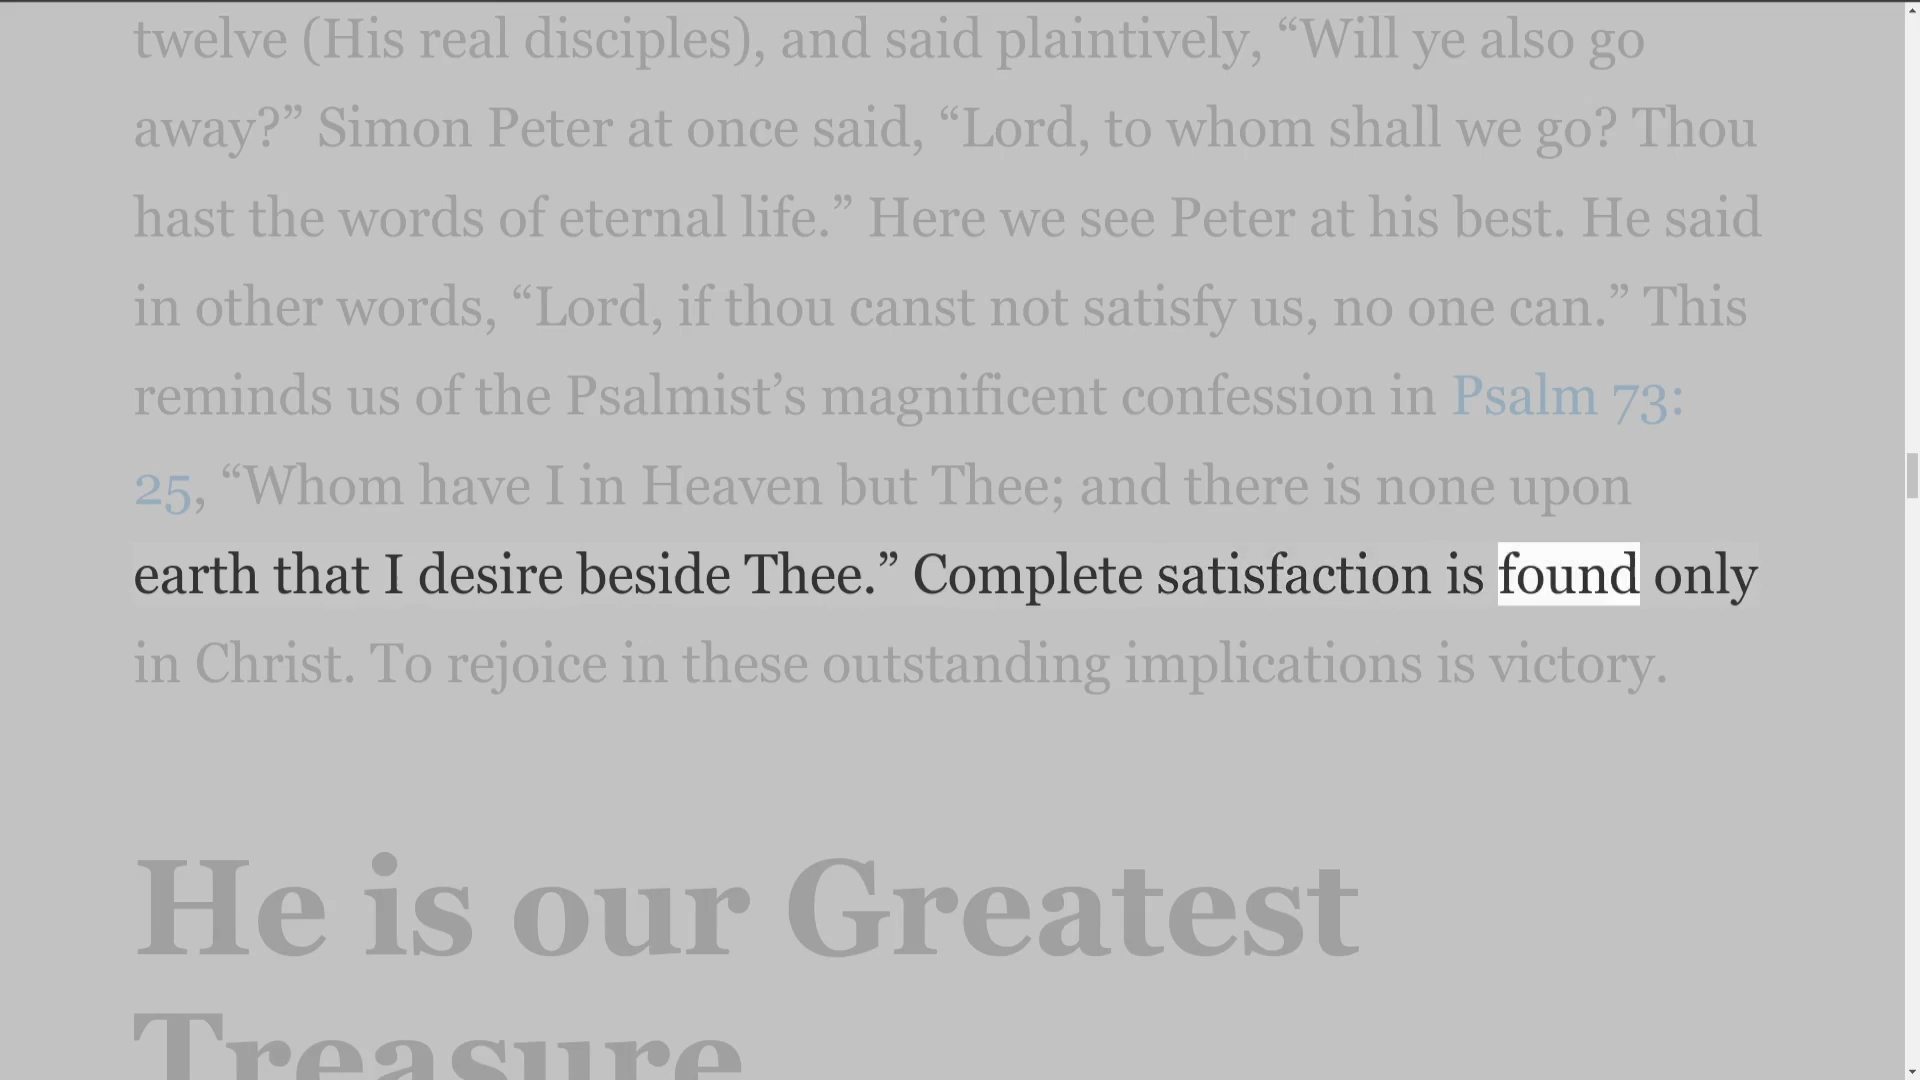 twelve (His real disciples), and said plaintively, “Will ye also go
away?” Simon Peter at once said, “Lord, to whom shall we go? Thou
hast the words of eternal life.” Here we see Peter at his best. He said
in other words, “Lord, if thou canst not satisfy us, no one can.” This
reminds us of the Psalmist’s magnificent confession in Psalm 73:
25, “Whom have I in Heaven but Thee; and there is none upon
earth that I desire beside Thee.” Complete satisfaction is found only
in Christ. To rejoice in these outstanding implications is victory.
He is our Greatest
Treasure